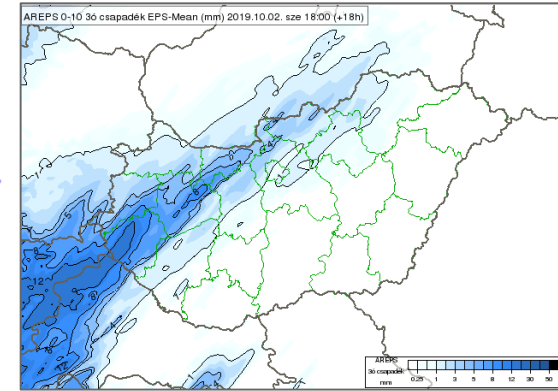 AREPS 0-10 3ó csapadék EPS-Mean (mm) 2019.10.02. sze 18:00 (+18h)
12
AREPS
3ó csapadék
mm
0.25 1 3 5 8 12 30 50